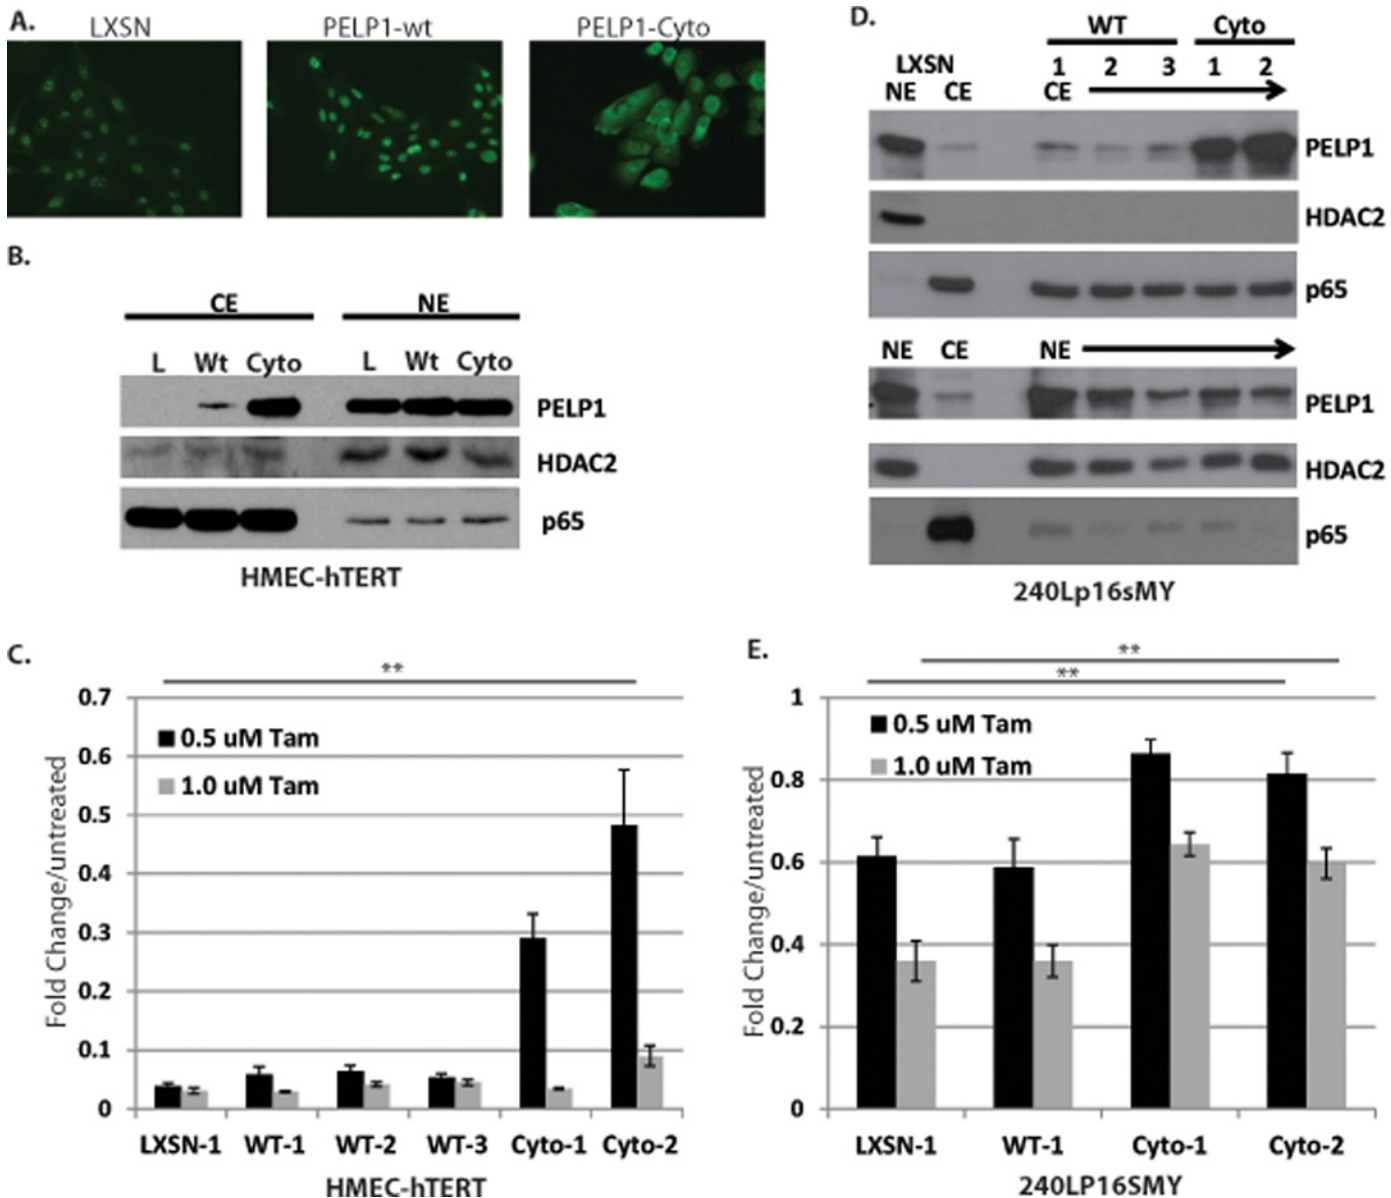 A.
LXSN PELP1-wt PELP1-Cyto
B.
CE NE
L Wt Cyto L Wt Cyto
PELP1
HDAC2
p65
HMEC-hTERT
C.
**
0.7
0.6
0.5
0.4
0.3
0.2
0.1
0
Fold Change/untreated
0.5 uM Tam
1.0 uM Tam
LXSN-1 WT-1 WT-2 WT-3 Cyto-1 Cyto-2
HMEC-hTERT
D.
WT Cyto
LXSN 1 2 3 1 2
NE CE CE
PELP1
HDAC2
p65
NE CE NE
PELP1
HDAC2
p65
240Lp16sMY
E.
**
**
1
0.8
0.6
0.4
0.2
0
Fold Change/untreated
0.5 uM Tam
1.0 uM Tam
LXSN-1 WT-1 Cyto-1 Cyto-2
240LP16SMY